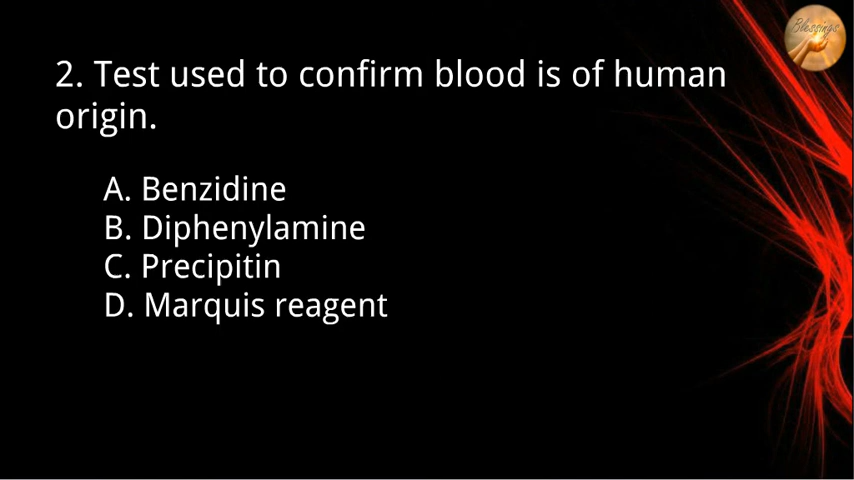 Blessings
2. Test used to confirm blood is of human
origin.
A. Benzidine
B. Diphenylamine
C. Precipitin
D. Marquis reagent